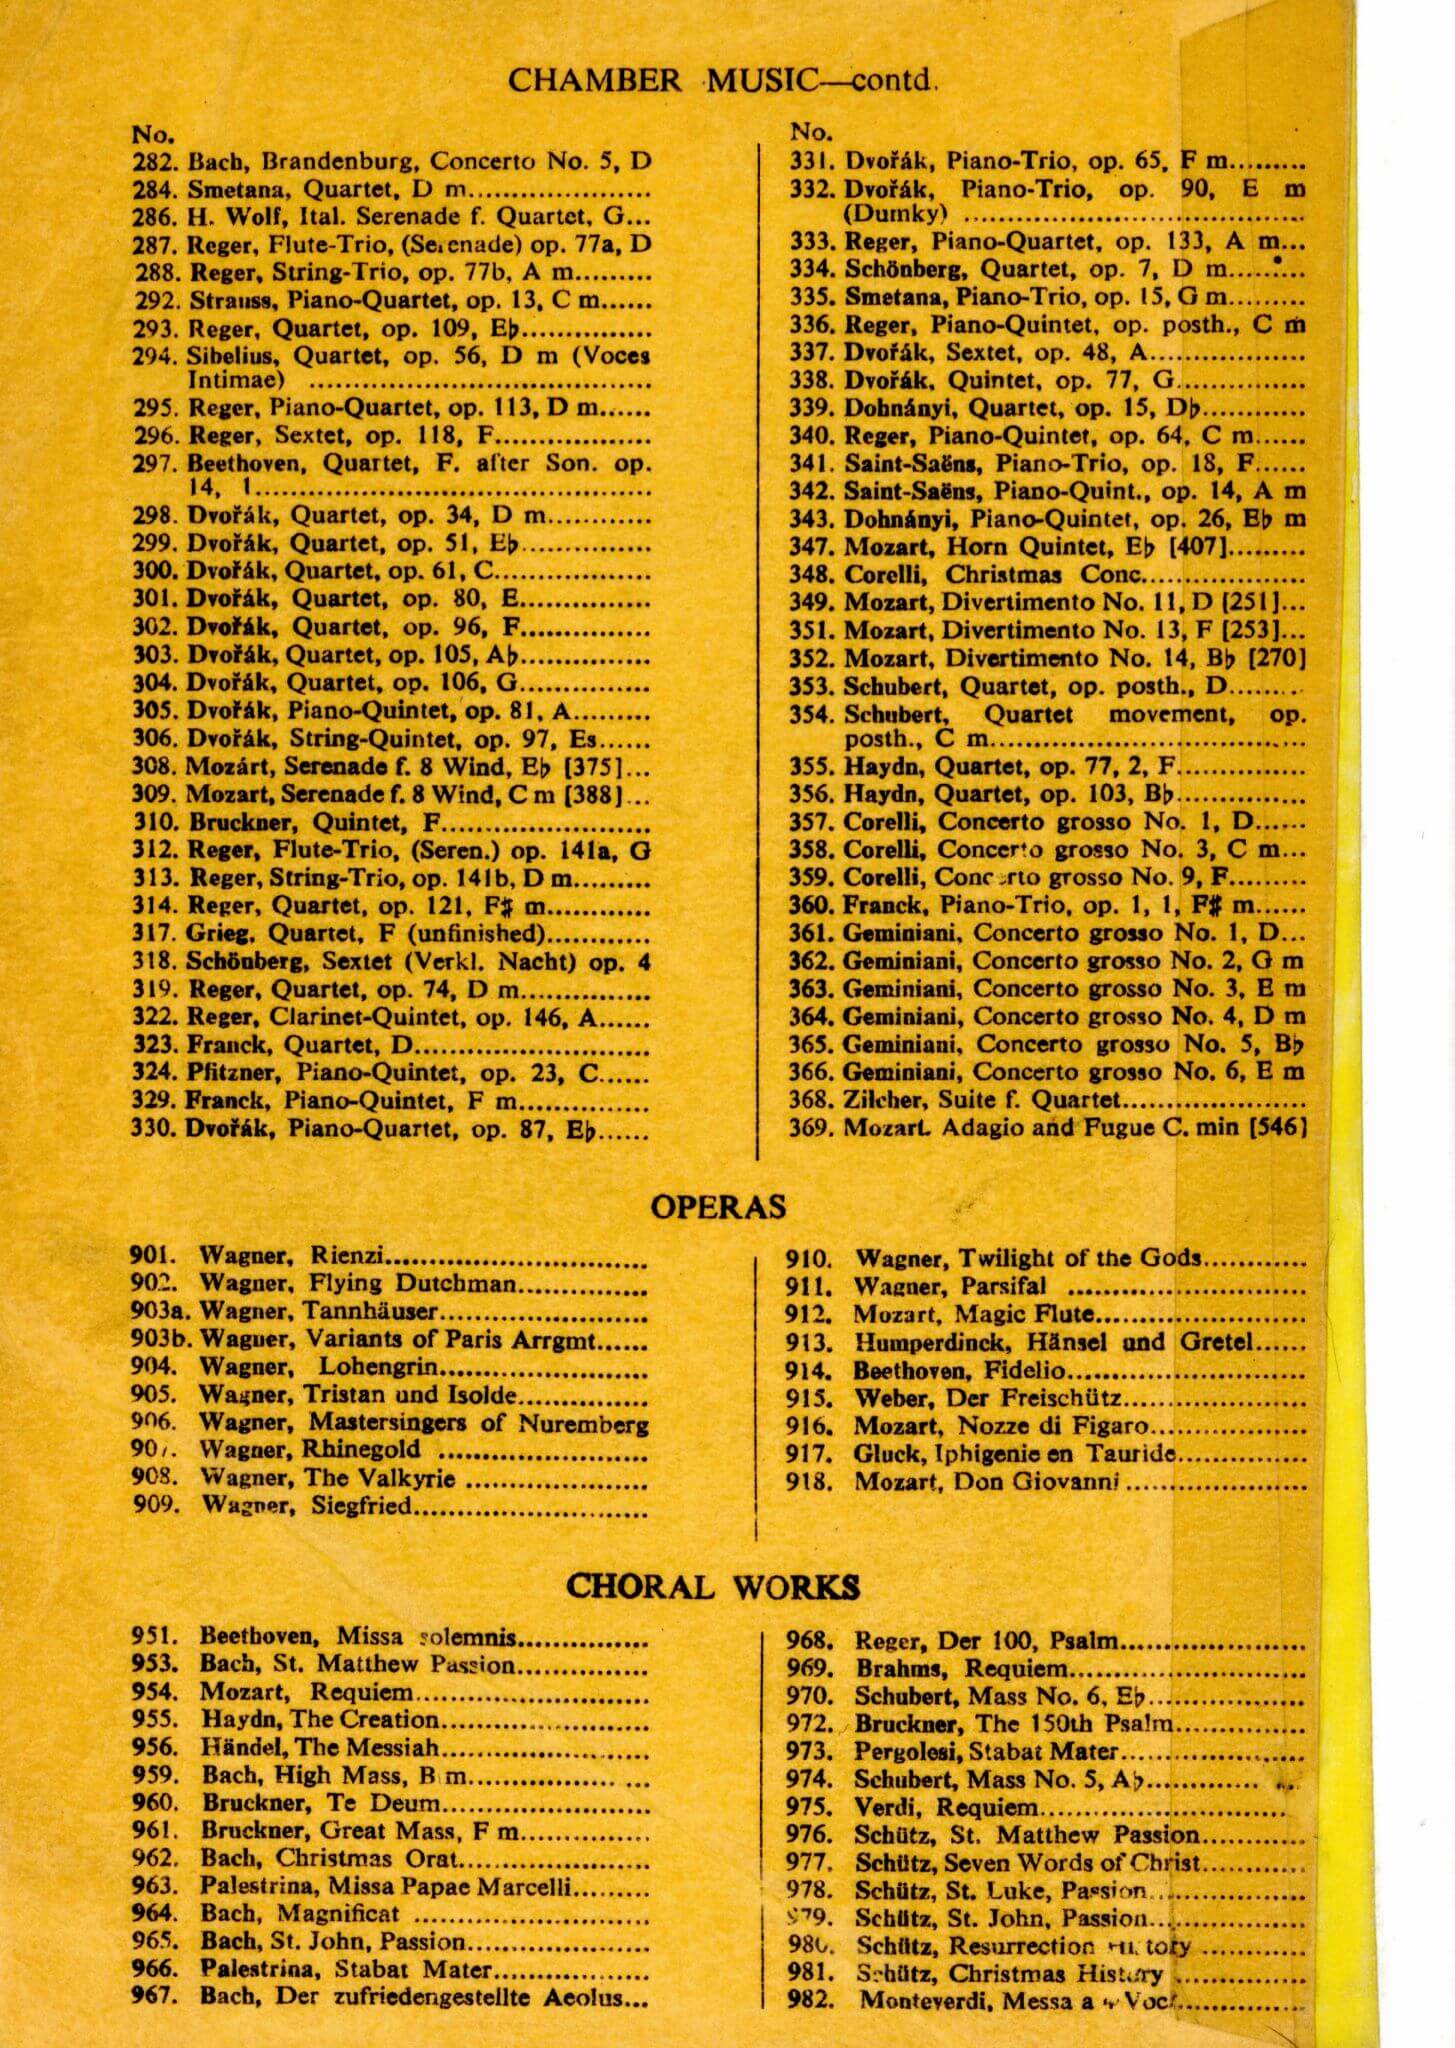 CHAMBER MUSIC—contd.
No.
282. Bach, Brandenburg, Concerto No. 5, D
284. Smetana, Quartet, D m....................
286. H. Wolf, Ital. Serenade f. Quartet, G...
287. Reger, Flute-Trio, (Serenade) op. 77a, D
288. Reger, String-Trio, op. 77b, A m.........
292. Strauss, Piano-Quartet, op. 13, C m......
293. Reger, Quartet, op. 109, E♭...............
294. Sibelius, Quartet, op. 56, D m (Voces
Intimae) ......................................
295. Reger, Piano-Quartet, op. 113, D m......
296. Reger, Sextet, op. 118, F..................
297. Beethoven, Quartet, F. after Son. op.
14, 1............................................
298. Dvořák, Quartet, op. 34, D m............
299. Dvořák, Quartet, op. 51, E♭...............
300. Dvořák, Quartet, op. 61, C..................
301. Dvořák, Quartet, op. 80, E...............
302. Dvořák, Quartet, op. 96, F...............
303. Dvořák, Quartet, op. 105, A♭...............
304. Dvořák, Quartet, op. 106, G...............
305. Dvořák, Piano-Quintet, op. 81, A.........
306. Dvořák, String-Quintet, op. 97, Es......
308. Mozárt, Serenade f. 8 Wind, E♭ [375]...
309. Mozart, Serenade f. 8 Wind, C m [388]...
310. Bruckner, Quintet, F........................
312. Reger, Flute-Trio, (Seren.) op. 141a, G
313. Reger, String-Trio, op. 141b, D m.........
314. Reger, Quartet, op. 121, F♯ m............
317. Grieg, Quartet, F (unfinished)............
318. Schönberg, Sextet (Verkl. Nacht) op. 4
319. Reger, Quartet, op. 74, D m...............
322. Reger, Clarinet-Quintet, op. 146, A......
323. Franck, Quartet, D...........................
324. Pfitzner, Piano-Quintet, op. 23, C......
329. Franck, Piano-Quintet, F m...............
330. Dvořák, Piano-Quartet, op. 87, E♭......
No.
331. Dvořák, Piano-Trio, op. 65, F m.........
332. Dvořák, Piano-Trio, op. 90, E m
(Dumky) ......................................
333. Reger, Piano-Quartet, op. 133, A m...
334. Schönberg, Quartet, op. 7, D m.........
335. Smetana, Piano-Trio, op. 15, G m.........
336. Reger, Piano-Quintet, op. posth., C m
337. Dvořák, Sextet, op. 48, A..................
338. Dvořák, Quintet, op. 77, G...............
339. Dohnányi, Quartet, op. 15, D♭............
340. Reger, Piano-Quintet, op. 64, C m......
341. Saint-Saëns, Piano-Trio, op. 18, F......
342. Saint-Saëns, Piano-Quint., op. 14, A m
343. Dohnányi, Piano-Quintet, op. 26, E♭ m
347. Mozart, Horn Quintet, E♭ [407].........
348. Corelli, Christmas Conc...................
349. Mozart, Divertimento No. 11, D [251]...
351. Mozart, Divertimento No. 13, F [253]...
352. Mozart, Divertimento No. 14, B♭ [270]
353. Schubert, Quartet, op. posth., D.........
354. Schubert, Quartet movement, op.
posth., C m...................................
355. Haydn, Quartet, op. 77, 2, F...............
356. Haydn, Quartet, op. 103, B♭...............
357. Corelli, Concerto grosso No. 1, D......
358. Corelli, Concerto grosso No. 3, C m...
359. Corelli, Concerto grosso No. 9, F.........
360. Franck, Piano-Trio, op. 1, 1, F♯ m......
361. Geminiani, Concerto grosso No. 1, D...
362. Geminiani, Concerto grosso No. 2, G m
363. Geminiani, Concerto grosso No. 3, E m
364. Geminiani, Concerto grosso No. 4, D m
365. Geminiani, Concerto grosso No. 5, B♭
366. Geminiani, Concerto grosso No. 6, E m
368. Zilcher, Suite f. Quartet.....................
369. Mozart. Adagio and Fugue C. min [546]
OPERAS
901. Wagner, Rienzi..............................
902. Wagner, Flying Dutchman...............
903a. Wagner, Tannhäuser........................
903b. Wagner, Variants of Paris Arrgmt......
904. Wagner, Lohengrin........................
905. Wagner, Tristan und Isolde...............
906. Wagner, Mastersingers of Nuremberg
907. Wagner, Rhinegold ........................
908. Wagner, The Valkyrie .....................
909. Wagner, Siegfried...........................
910. Wagner, Twilight of the Gods............
911. Wagner, Parsifal ...........................
912. Mozart, Magic Flute........................
913. Humperdinck, Hänsel und Gretel......
914. Beethoven, Fidelio...........................
915. Weber, Der Freischütz.....................
916. Mozart, Nozze di Figaro..................
917. Gluck, Iphigenie en Tauride...............
918. Mozart, Don Giovanni.....................
CHORAL WORKS
951. Beethoven, Missa solemnis...............
953. Bach, St. Matthew Passion...............
954. Mozart, Requiem...........................
955. Haydn, The Creation........................
956. Händel, The Messiah........................
959. Bach, High Mass, B m.....................
960. Bruckner, Te Deum........................
961. Bruckner, Great Mass, F m...............
962. Bach, Christmas Orat.....................
963. Palestrina, Missa Papae Marcelli.........
964. Bach, Magnificat ...........................
965. Bach, St. John, Passion.....................
966. Palestrina, Stabat Mater..................
967. Bach, Der zufriedengestellte Aeolus...
968. Reger, Der 100, Psalm.....................
969. Brahms, Requiem...........................
970. Schubert, Mass No. 6, E♭..................
972. Bruckner, The 150th Psalm...............
973. Pergolesi, Stabat Mater.....................
974. Schubert, Mass No. 5, A♭..................
975. Verdi, Requiem..............................
976. Schütz, St. Matthew Passion............
977. Schütz, Seven Words of Christ............
978. Schütz, St. Luke, Passion..................
979. Schütz, St. John, Passion..................
980. Schütz, Resurrection History ............
981. Schütz, Christmas History ...............
982. Monteverdi, Messa a 4 Voc...............